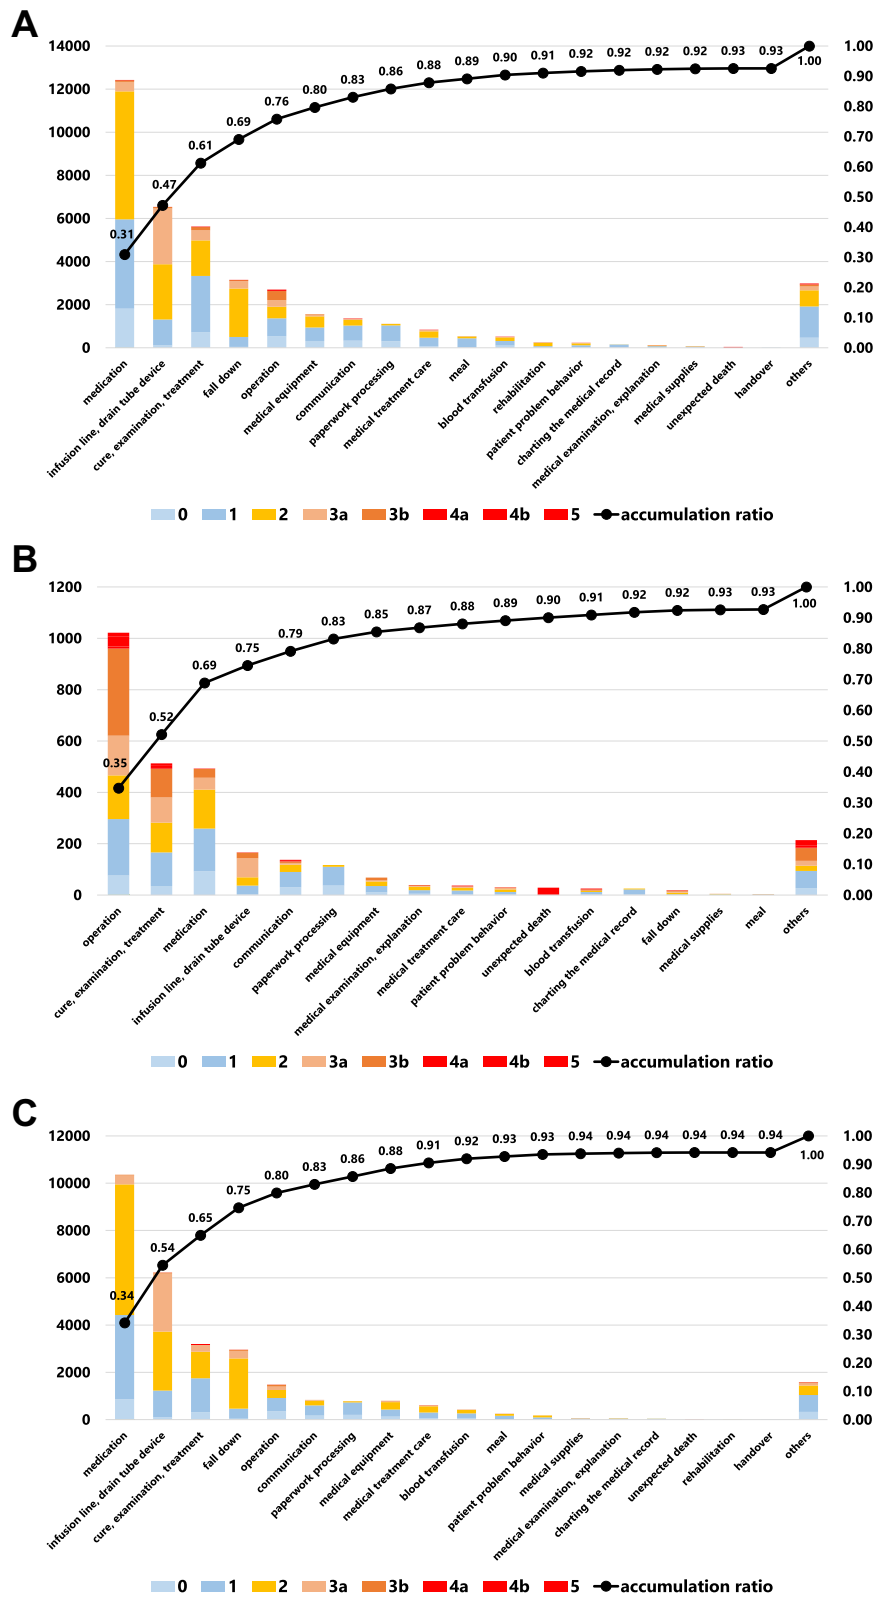 A
14000
12000
10000
8000
6000
4000
2000
0
1.00
0.90
0.80
0.70
0.60
0.50
0.40
0.30
0.20
0.10
0.00
0.31
0.47
0.61
0.69
0.76
0.80
0.83
0.86
0.88
0.89
0.90
0.91
0.92
0.92
0.92
0.92
0.93
0.93
1.00
medication
infusion line, drain tube device
cure, examination, treatment
fall down
operation
medical equipment
communication
paperwork processing
medical treatment care
meal
blood transfusion
rehabilitation
patient problem behavior
charting the medical record
medical examination, explanation
medical supplies
unexpected death
handover
others
0 1 2 3a 3b 4a 4b 5 accumulation ratio
B
1200
1000
800
600
400
200
0
1.00
0.90
0.80
0.70
0.60
0.50
0.40
0.30
0.20
0.10
0.00
0.35
0.52
0.69
0.75
0.79
0.83
0.85
0.87
0.88
0.89
0.90
0.91
0.92
0.92
0.93
0.93
1.00
operation
cure, examination, treatment
medication
infusion line, drain tube device
communication
paperwork processing
medical equipment
medical examination, explanation
medical treatment care
patient problem behavior
unexpected death
blood transfusion
charting the medical record
fall down
medical supplies
meal
others
0 1 2 3a 3b 4a 4b 5 accumulation ratio
C
12000
10000
8000
6000
4000
2000
0
1.00
0.90
0.80
0.70
0.60
0.50
0.40
0.30
0.20
0.10
0.00
0.34
0.54
0.65
0.75
0.80
0.83
0.86
0.88
0.91
0.92
0.93
0.93
0.94
0.94
0.94
0.94
0.94
0.94
1.00
medication
infusion line, drain tube device
cure, examination, treatment
fall down
operation
communication
paperwork processing
medical equipment
medical treatment care
blood transfusion
meal
patient problem behavior
medical supplies
medical examination, explanation
charting the medical record
unexpected death
rehabilitation
handover
others
0 1 2 3a 3b 4a 4b 5 accumulation ratio